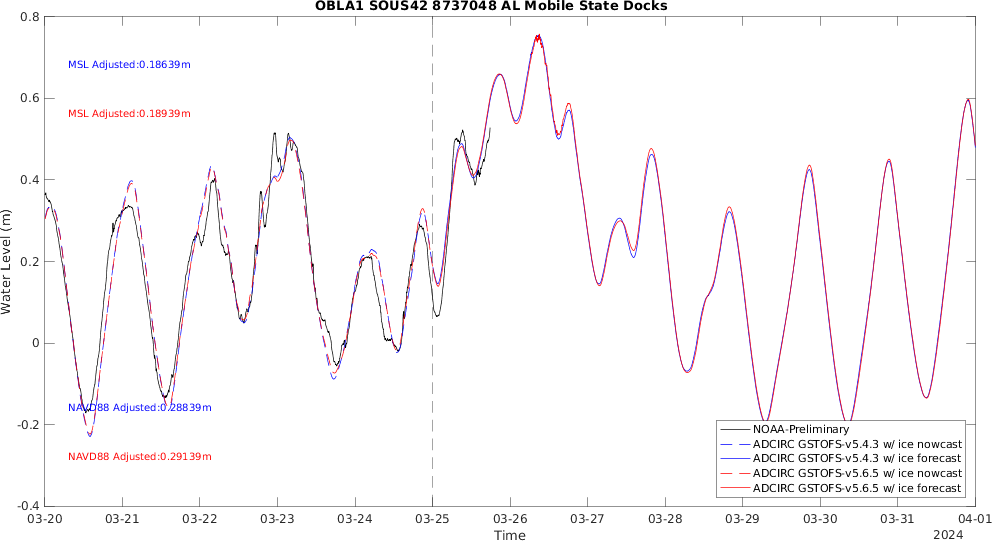 OBLA1 SOUS42 8737048 AL Mobile State Docks
0.8
0.6
0.4
0.2
0
-0.2
-0.4
Water Level (m)
MSL Adjusted:0.18639m
MSL Adjusted:0.18939m
NAVD88 Adjusted:0.28839m
NAVD88 Adjusted:0.29139m
NOAA-Preliminary
ADCIRC GSTOFS-v5.4.3 w/ ice nowcast
ADCIRC GSTOFS-v5.4.3 w/ ice forecast
ADCIRC GSTOFS-v5.6.5 w/ ice nowcast
ADCIRC GSTOFS-v5.6.5 w/ ice forecast
03-20 03-21 03-22 03-23 03-24 03-25 03-26 03-27 03-28 03-29 03-30 03-31 04-01
Time
2024